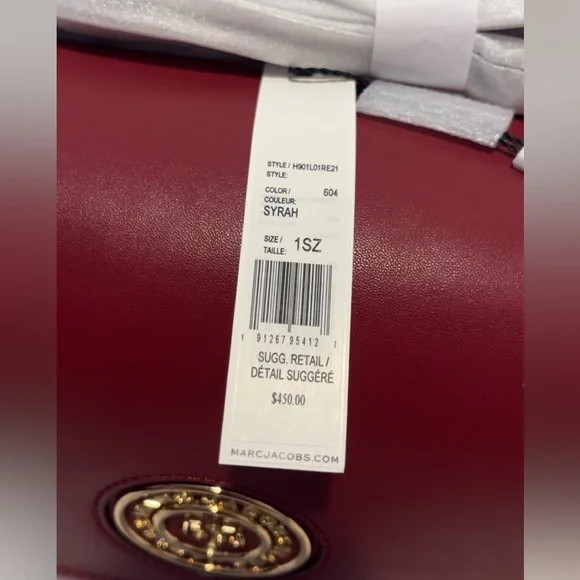 STYLE / H901L01RE21
STYLE:
COLOR / 604
COULEUR:
SYRAH
SIZE / 1SZ
TAILLE:
1 91267 95412 1
SUGG. RETAIL /
DÉTAIL SUGGÉRÉ
$450.00
MARCJACOBS.COM